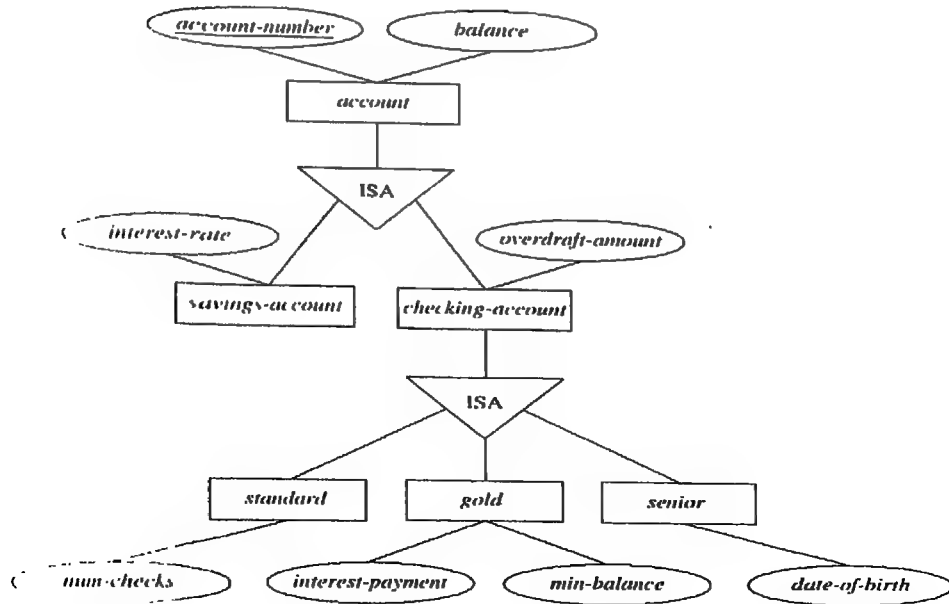 account-number balance
account
ISA
interest-rate overdraft-amount
savings-account checking-account
ISA
standard gold senior
num-checks interest-payment min-balance date-of-birth